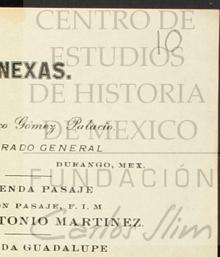 CENTRO DE
ESTUDIOS
DE HISTORIA
DE MEXICO
FUNDACIÓN
Carlos Slim
10
NEXAS.
co Gómez Palacio.
RADO GENERAL
DURANGO, MEX.
ENDA PASAJE
ON PASAJE, F. I. M
TONIO MARTINEZ.
DA GUADALUPE